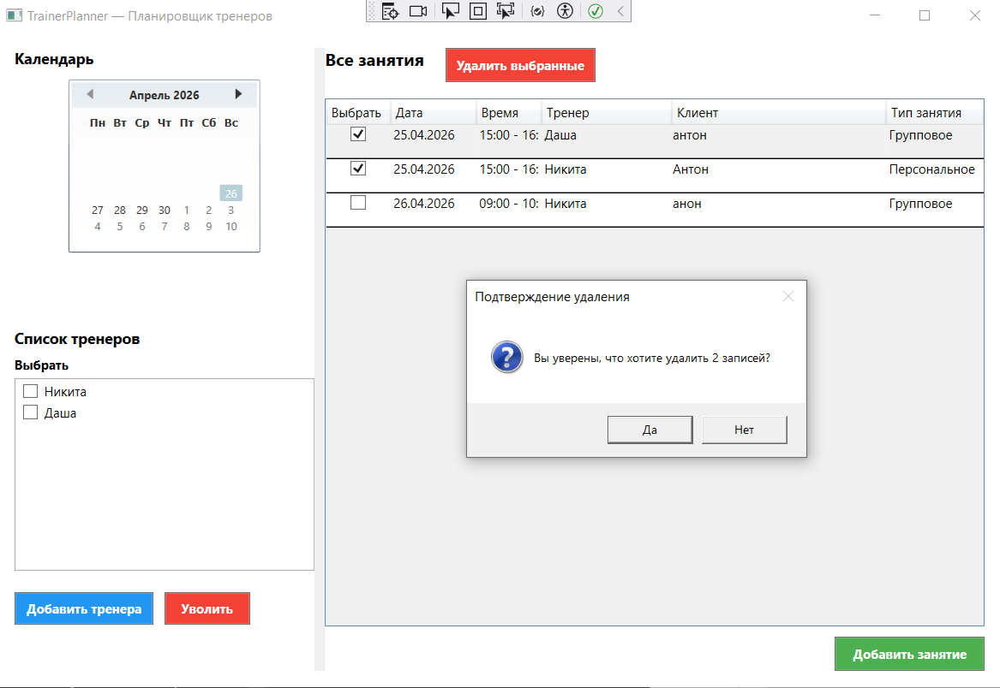 TrainerPlanner — Планировщик тренеров
Календарь
Апрель 2026
Пн Вт Ср Чт Пт Сб Вс
26
27 28 29 30 1 2 3
4 5 6 7 8 9 10
Список тренеров
Выбрать
Никита
Даша
Добавить тренера
Уволить
Все занятия
Удалить выбранные
Выбрать Дата Время Тренер Клиент Тип занятия
25.04.2026 15:00 - 16: Даша антон Групповое
25.04.2026 15:00 - 16: Никита Антон Персональное
26.04.2026 09:00 - 10: Никита анон Групповое
Подтверждение удаления
Вы уверены, что хотите удалить 2 записей?
Да
Нет
Добавить занятие